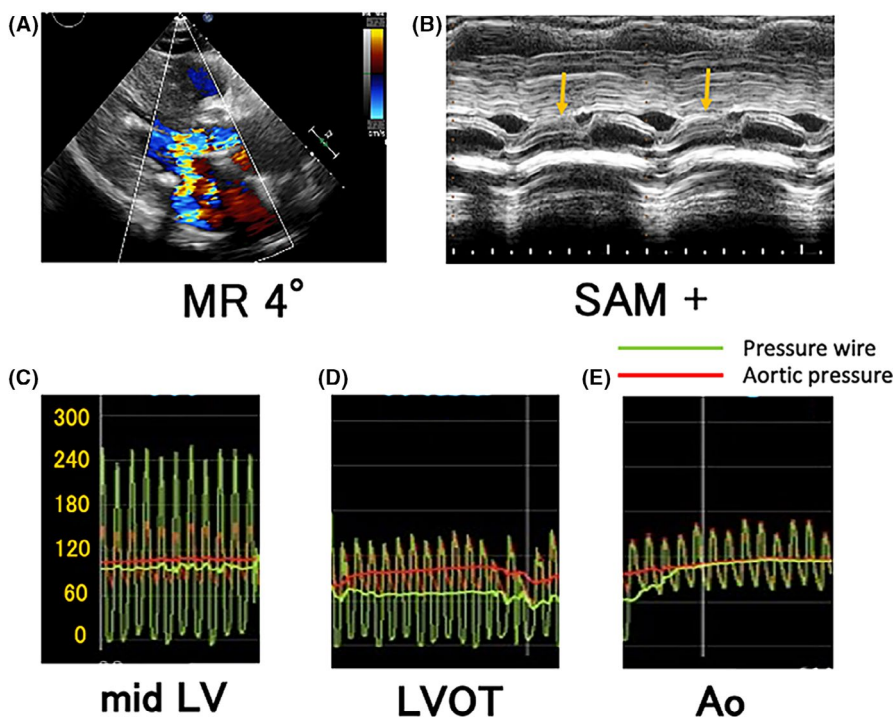 (A)
(B)
MR 4°
SAM +
Pressure wire
Aortic pressure
(C)
(D)
(E)
300
240
180
120
60
0
mid LV
LVOT
Ao